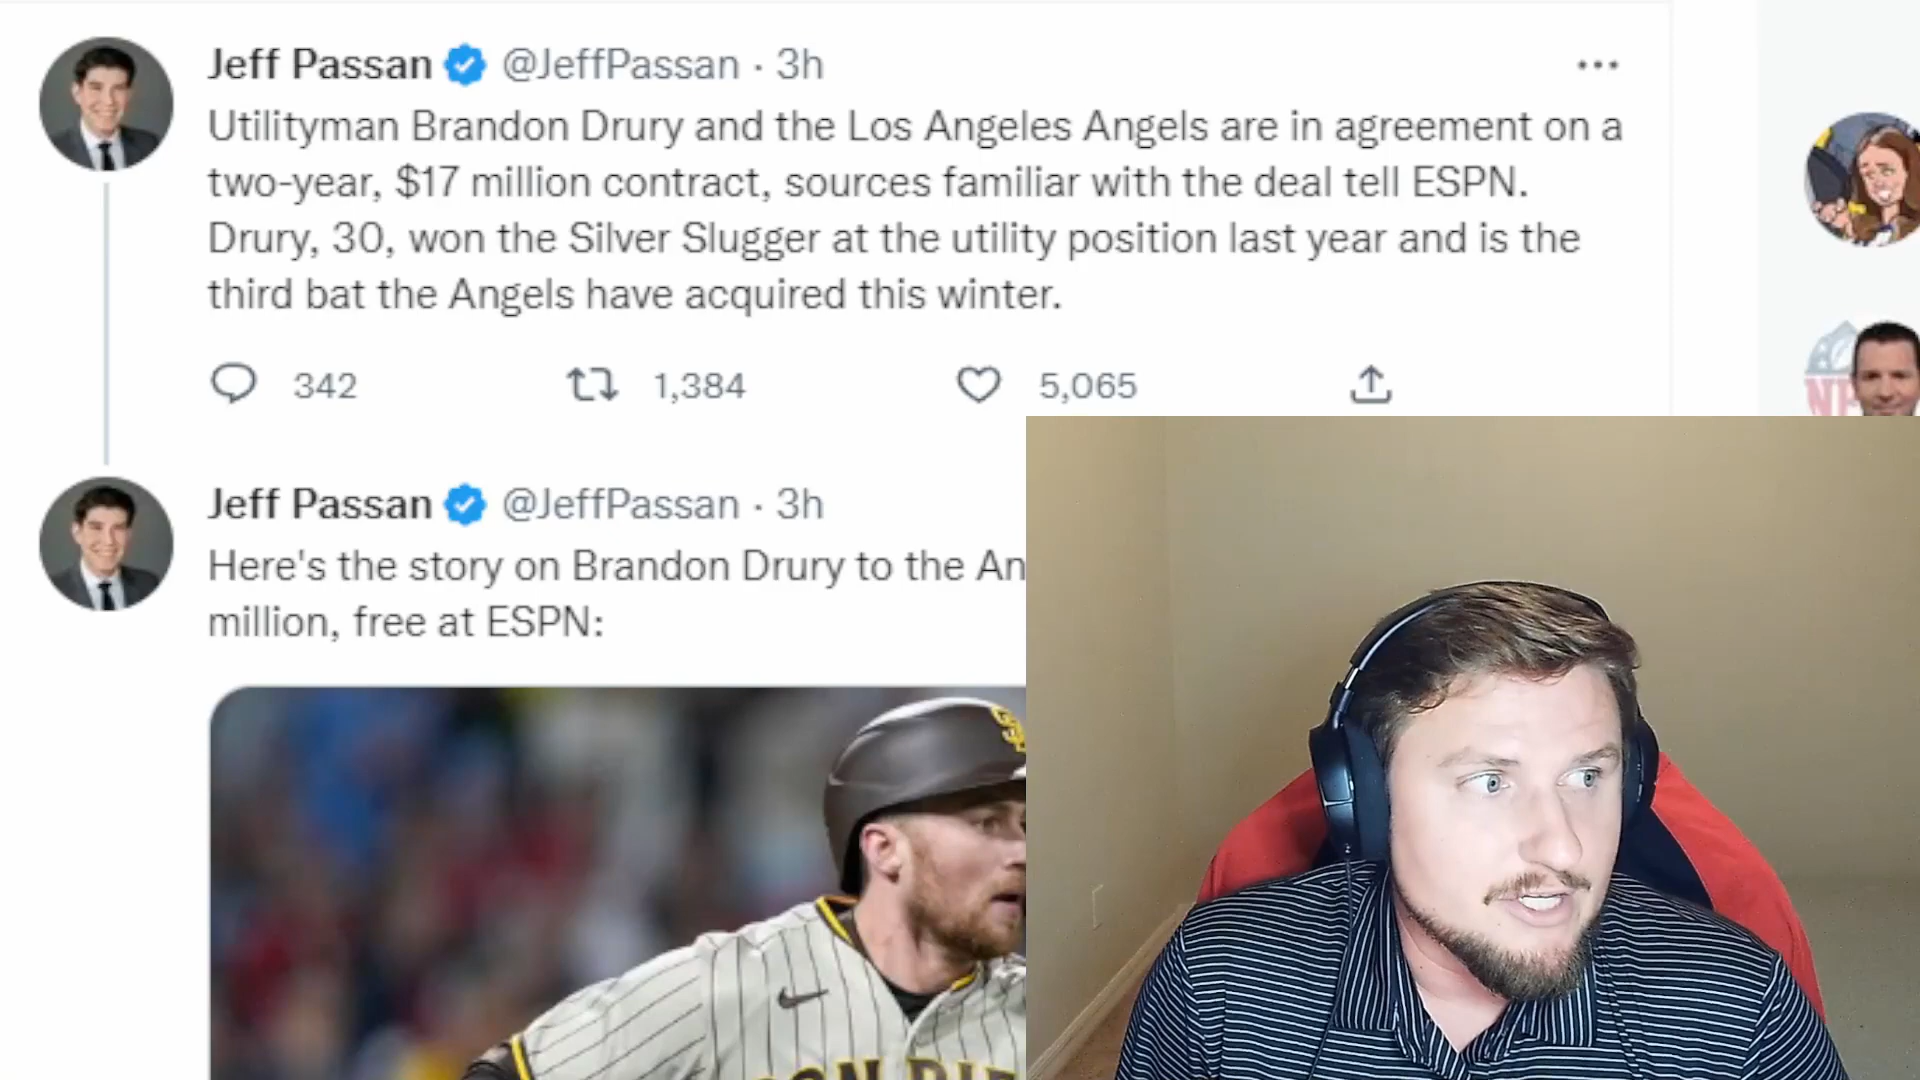 Jeff Passan @JeffPassan · 3h
Utilityman Brandon Drury and the Los Angeles Angels are in agreement on a
two-year, $17 million contract, sources familiar with the deal tell ESPN.
Drury, 30, won the Silver Slugger at the utility position last year and is the
third bat the Angels have acquired this winter.
342 1,384 5,065
Jeff Passan @JeffPassan · 3h
Here's the story on Brandon Drury to the An
million, free at ESPN:
SD